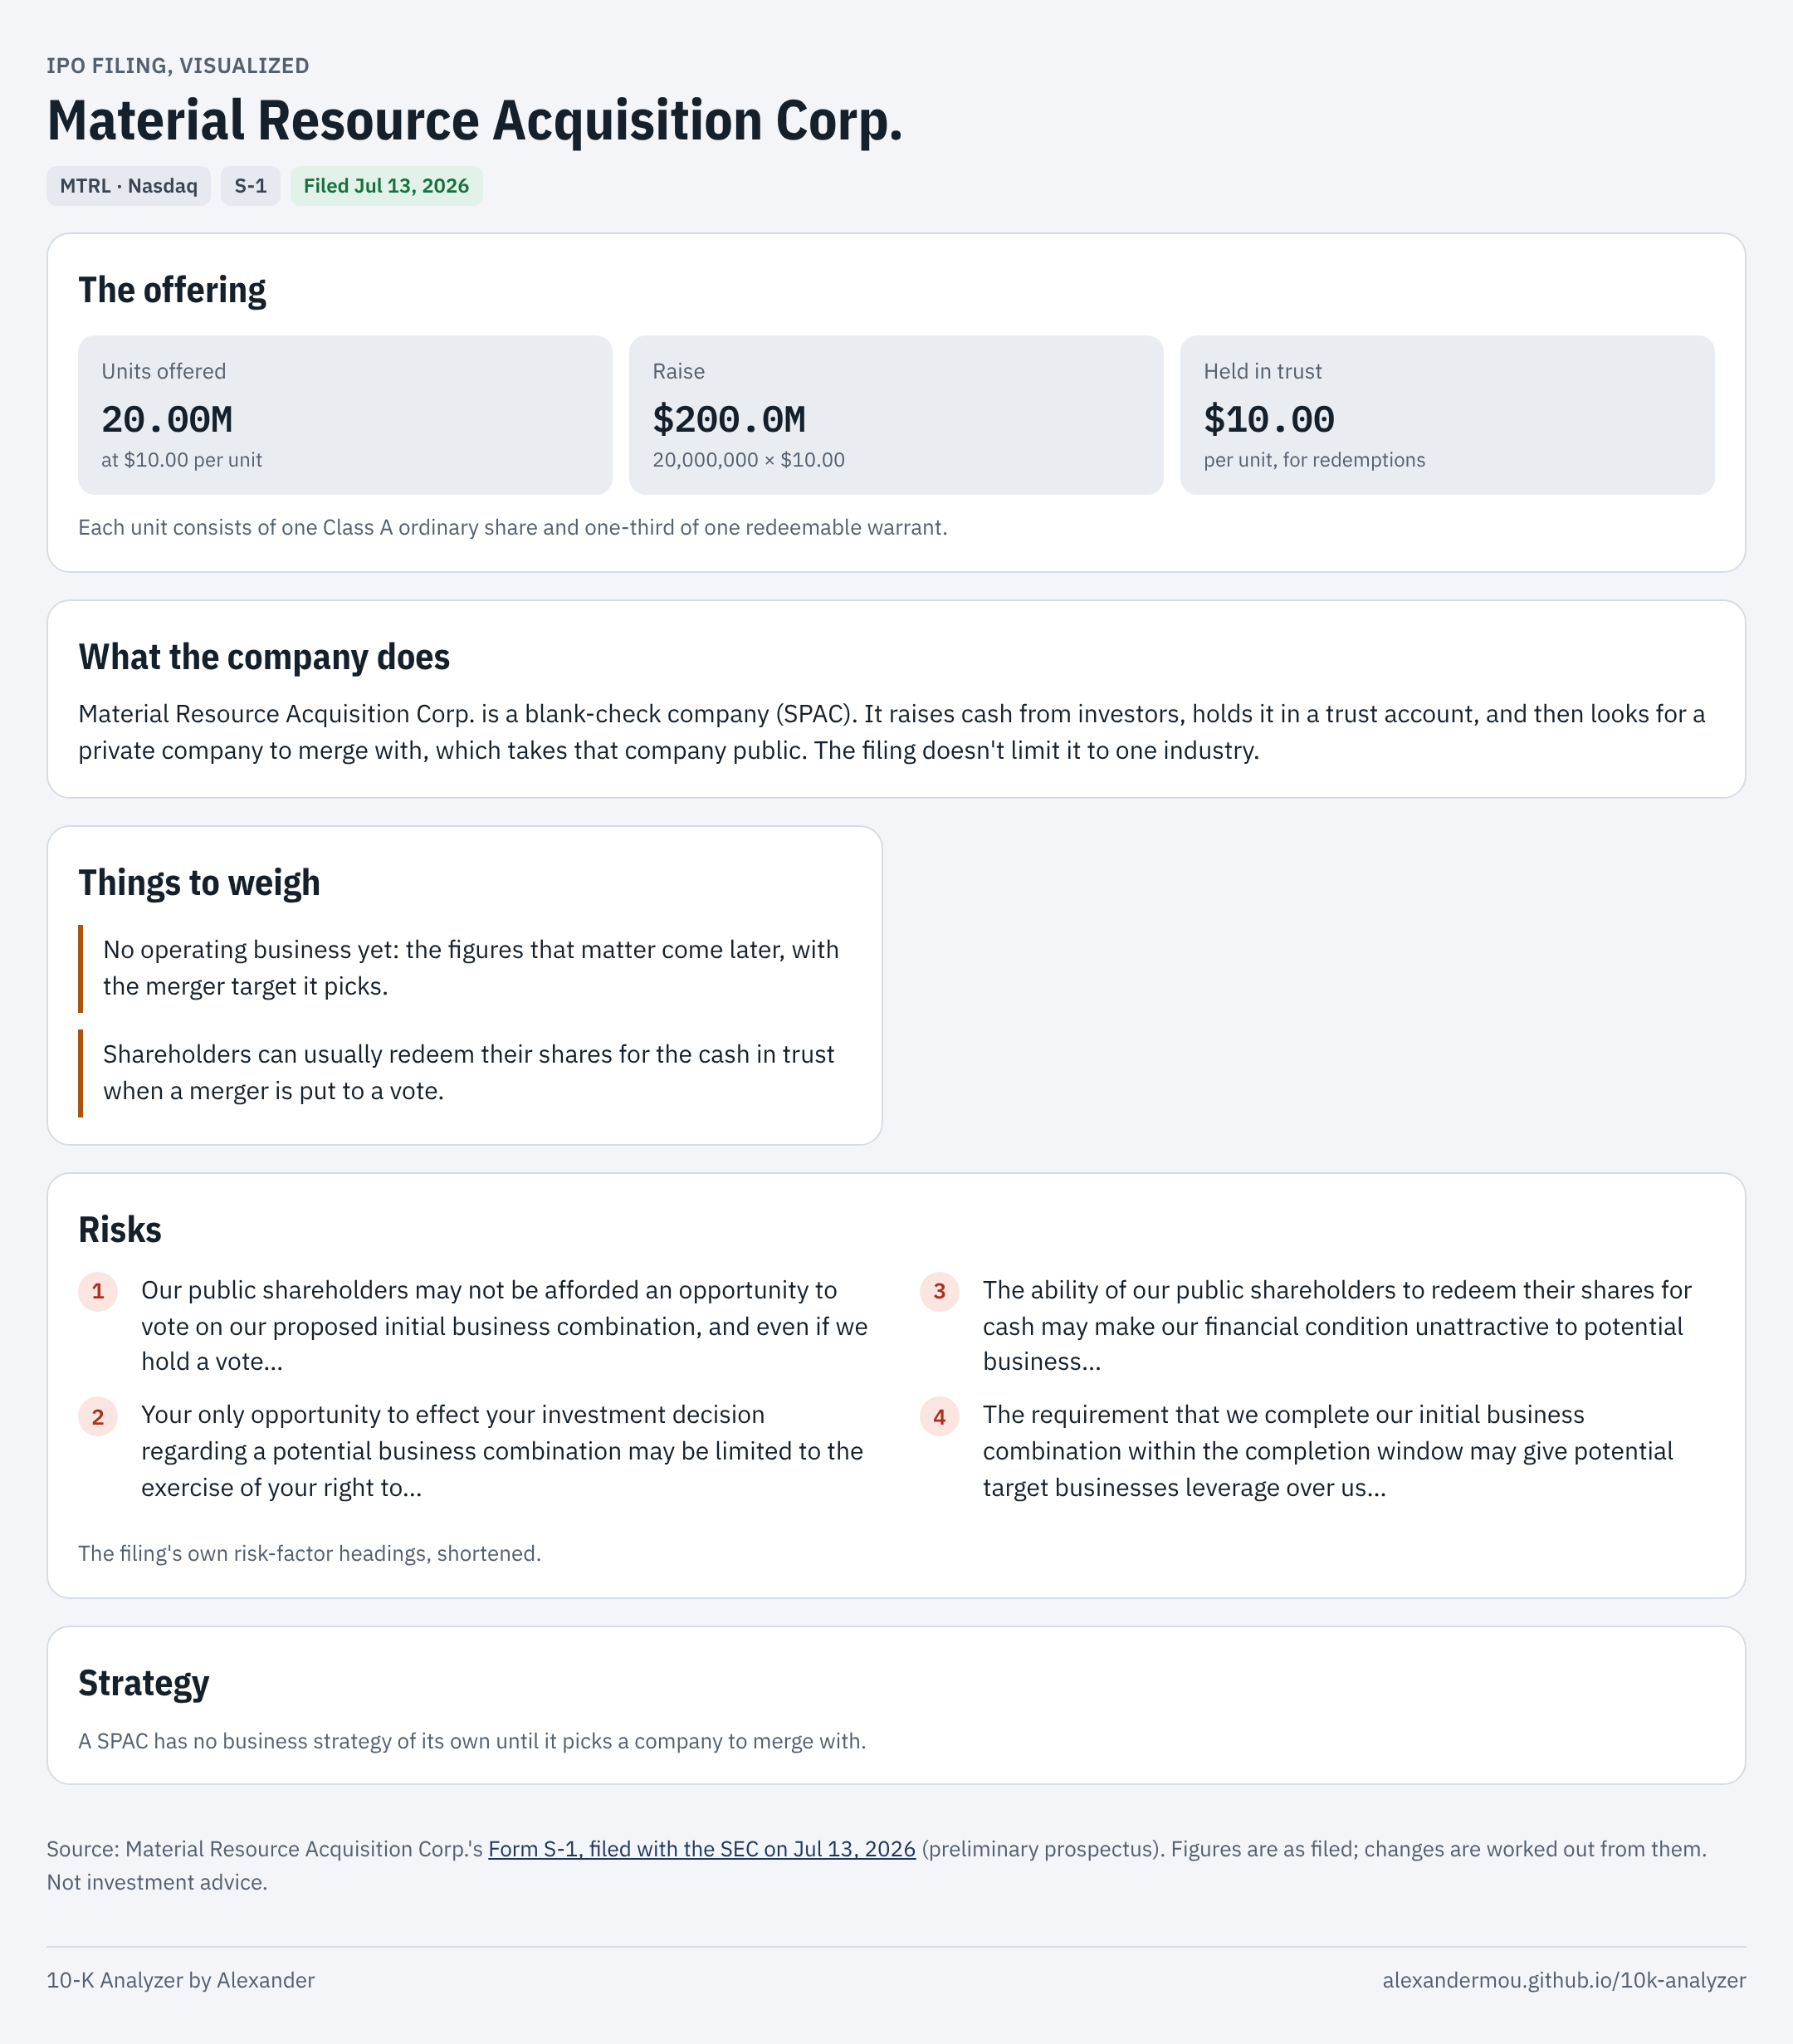 IPO FILING, VISUALIZED
Material Resource Acquisition Corp.
MTRL · Nasdaq S-1 Filed Jul 13, 2026
The offering
Units offered
20.00M
at $10.00 per unit
Raise
$200.0M
20,000,000 × $10.00
Held in trust
$10.00
per unit, for redemptions
Each unit consists of one Class A ordinary share and one-third of one redeemable warrant.
What the company does
Material Resource Acquisition Corp. is a blank-check company (SPAC). It raises cash from investors, holds it in a trust account, and then looks for a
private company to merge with, which takes that company public. The filing doesn't limit it to one industry.
Things to weigh
No operating business yet: the figures that matter come later, with
the merger target it picks.
Shareholders can usually redeem their shares for the cash in trust
when a merger is put to a vote.
Risks
1 Our public shareholders may not be afforded an opportunity to
vote on our proposed initial business combination, and even if we
hold a vote...
2 Your only opportunity to effect your investment decision
regarding a potential business combination may be limited to the
exercise of your right to...
3 The ability of our public shareholders to redeem their shares for
cash may make our financial condition unattractive to potential
business...
4 The requirement that we complete our initial business
combination within the completion window may give potential
target businesses leverage over us...
The filing's own risk-factor headings, shortened.
Strategy
A SPAC has no business strategy of its own until it picks a company to merge with.
Source: Material Resource Acquisition Corp.'s Form S-1, filed with the SEC on Jul 13, 2026 (preliminary prospectus). Figures are as filed; changes are worked out from them.
Not investment advice.
10-K Analyzer by Alexander
alexandermou.github.io/10k-analyzer